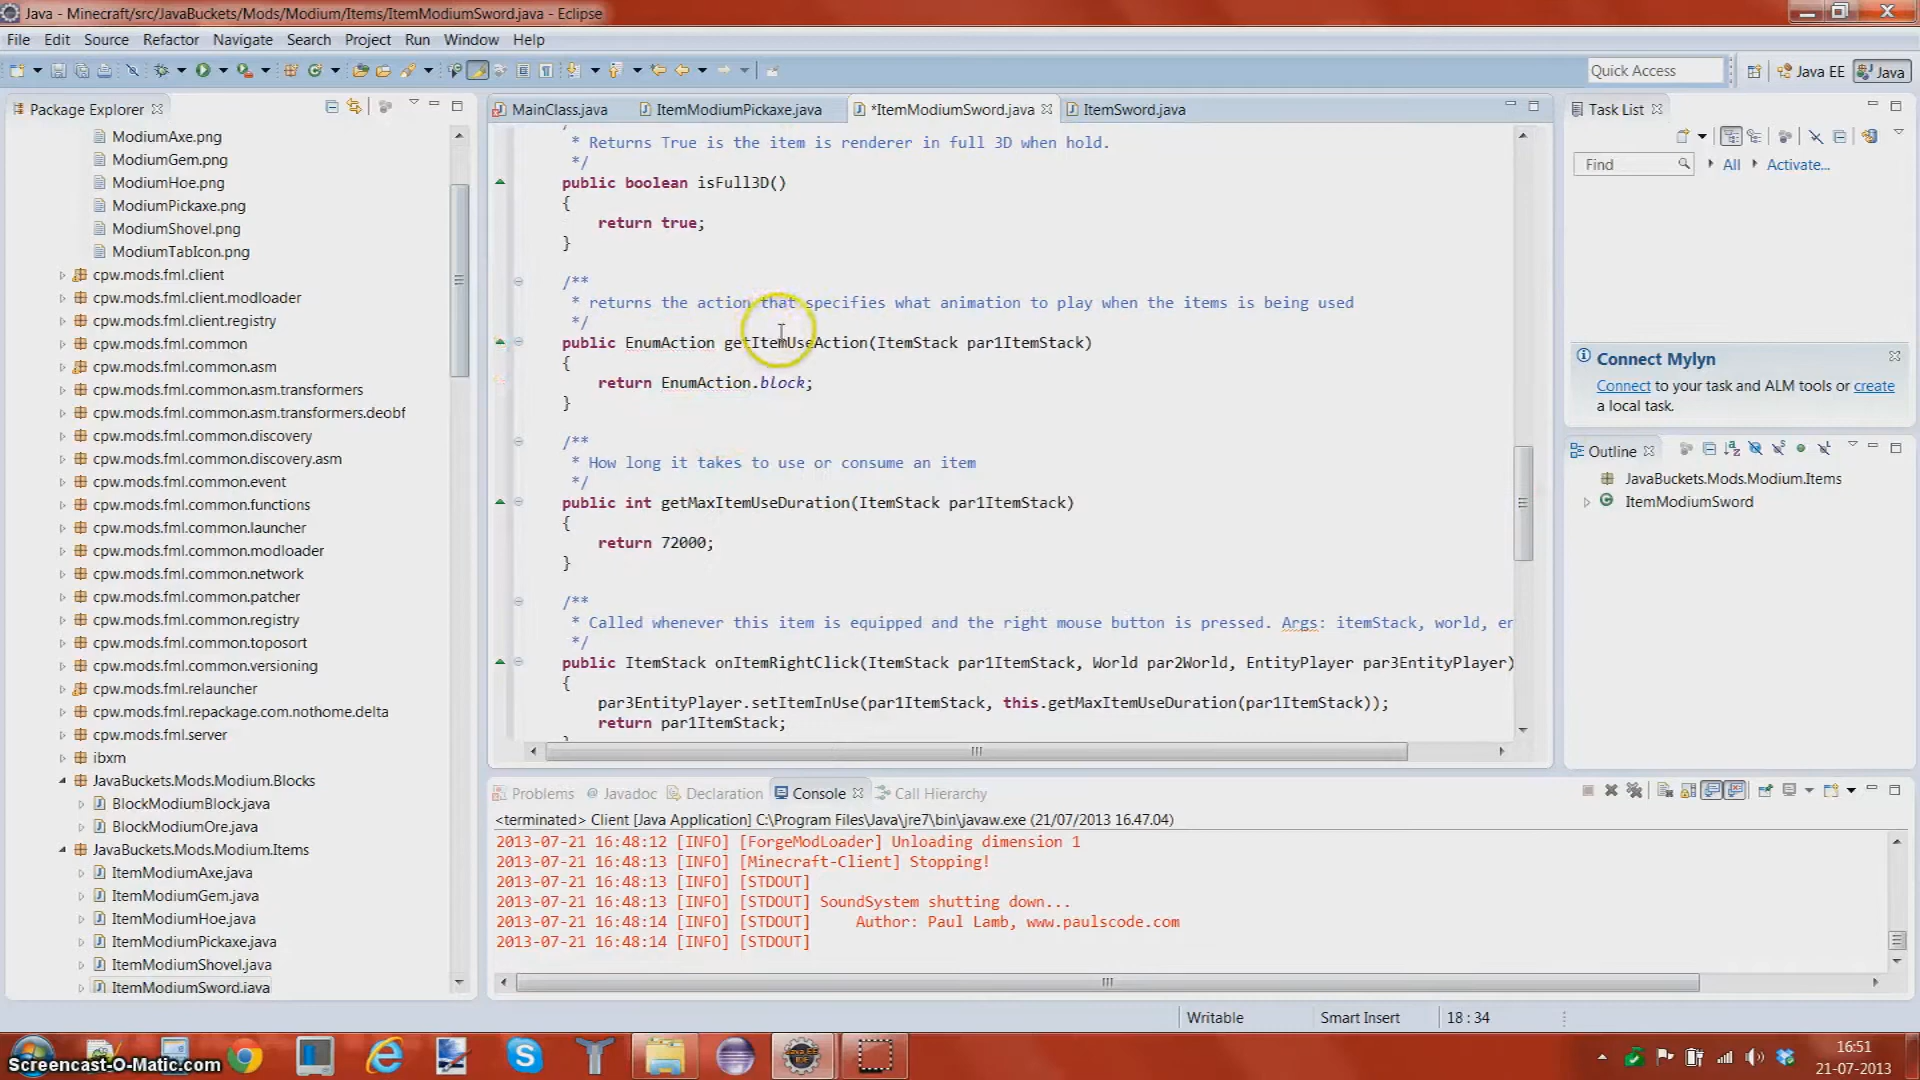 Java - Minecraft/src/JavaBuckets/Mods/Modium/Items/ItemModiumSword.java - Eclipse
File Edit Source Refactor Navigate Search Project Run Window Help
Quick Access
Java EE
Java
Package Explorer
ModiumAxe.png
ModiumGem.png
ModiumHoe.png
ModiumPickaxe.png
ModiumShovel.png
ModiumTabIcon.png
cpw.mods.fml.client
cpw.mods.fml.client.modloader
cpw.mods.fml.client.registry
cpw.mods.fml.common
cpw.mods.fml.common.asm
cpw.mods.fml.common.asm.transformers
cpw.mods.fml.common.asm.transformers.deobf
cpw.mods.fml.common.discovery
cpw.mods.fml.common.discovery.asm
cpw.mods.fml.common.event
cpw.mods.fml.common.functions
cpw.mods.fml.common.launcher
cpw.mods.fml.common.modloader
cpw.mods.fml.common.network
cpw.mods.fml.common.patcher
cpw.mods.fml.common.registry
cpw.mods.fml.common.toposort
cpw.mods.fml.common.versioning
cpw.mods.fml.relauncher
cpw.mods.fml.repackage.com.nothome.delta
cpw.mods.fml.server
ibxm
JavaBuckets.Mods.Modium.Blocks
BlockModiumBlock.java
BlockModiumOre.java
JavaBuckets.Mods.Modium.Items
ItemModiumAxe.java
ItemModiumGem.java
ItemModiumHoe.java
ItemModiumPickaxe.java
ItemModiumShovel.java
ItemModiumSword.java
MainClass.java
ItemModiumPickaxe.java
*ItemModiumSword.java
ItemSword.java
* Returns True is the item is renderer in full 3D when hold.
*/
public boolean isFull3D()
{
return true;
}
/**
* returns the action that specifies what animation to play when the items is being used
*/
public EnumAction getItemUseAction(ItemStack par1ItemStack)
{
return EnumAction.block;
}
/**
* How long it takes to use or consume an item
*/
public int getMaxItemUseDuration(ItemStack par1ItemStack)
{
return 72000;
}
/**
* Called whenever this item is equipped and the right mouse button is pressed. Args: itemStack, world, er
*/
public ItemStack onItemRightClick(ItemStack par1ItemStack, World par2World, EntityPlayer par3EntityPlayer)
{
par3EntityPlayer.setItemInUse(par1ItemStack, this.getMaxItemUseDuration(par1ItemStack));
return par1ItemStack;
Task List
Find
All
Activate...
Connect Mylyn
Connect to your task and ALM tools or create
a local task.
Outline
JavaBuckets.Mods.Modium.Items
ItemModiumSword
Problems
@ Javadoc
Declaration
Console
Call Hierarchy
<terminated> Client [Java Application] C:\Program Files\Java\jre7\bin\javaw.exe (21/07/2013 16.47.04)
2013-07-21 16:48:12 [INFO] [ForgeModLoader] Unloading dimension 1
2013-07-21 16:48:13 [INFO] [Minecraft-Client] Stopping!
2013-07-21 16:48:13 [INFO] [STDOUT]
2013-07-21 16:48:13 [INFO] [STDOUT] SoundSystem shutting down...
2013-07-21 16:48:14 [INFO] [STDOUT] Author: Paul Lamb, www.paulscode.com
2013-07-21 16:48:14 [INFO] [STDOUT]
Writable
Smart Insert
18 : 34
Screencast-O-Matic.com
16:51
21-07-2013